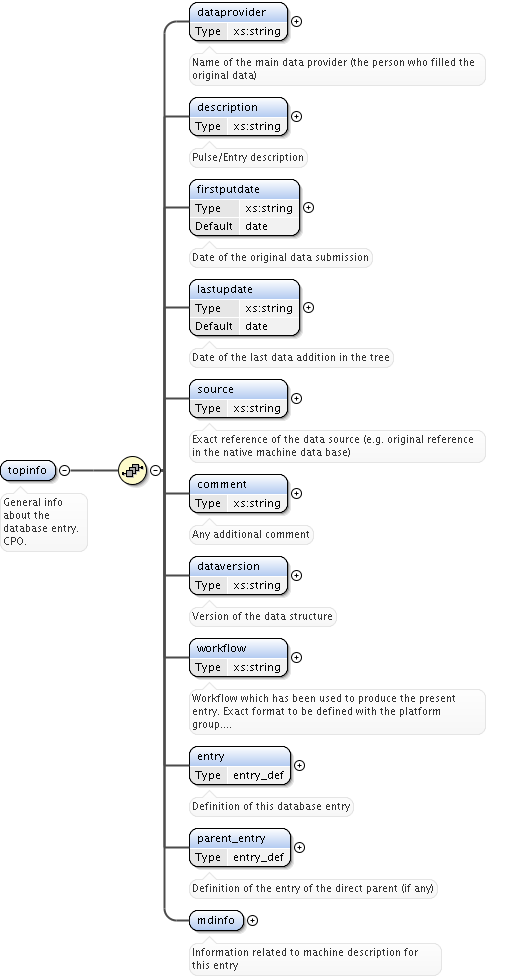 dataprovider
Type xs:string
Name of the main data provider (the person who filled the
original data)
description
Type xs:string
Pulse/Entry description
firstputdate
Type xs:string
Default date
Date of the original data submission
lastupdate
Type xs:string
Default date
Date of the last data addition in the tree
source
Type xs:string
Exact reference of the data source (e.g. original reference
in the native machine data base)
topinfo
General info
about the
database entry.
CPO.
comment
Type xs:string
Any additional comment
dataversion
Type xs:string
Version of the data structure
workflow
Type xs:string
Workflow which has been used to produce the present
entry. Exact format to be defined with the platform
group....
entry
Type entry_def
Definition of this database entry
parent_entry
Type entry_def
Definition of the entry of the direct parent (if any)
mdinfo
Information related to machine description for
this entry